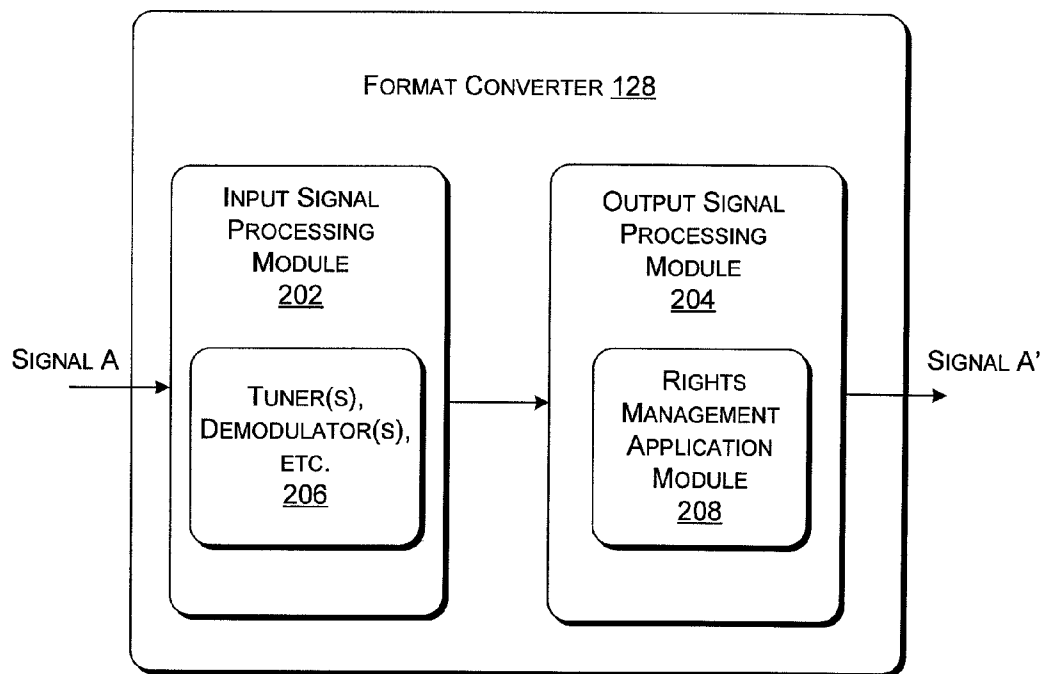 FORMAT CONVERTER 128
INPUT SIGNAL
PROCESSING
MODULE
202
OUTPUT SIGNAL
PROCESSING
MODULE
204
SIGNAL A
TUNER(S),
DEMODULATOR(S),
ETC.
206
RIGHTS
MANAGEMENT
APPLICATION
MODULE
208
SIGNAL A'